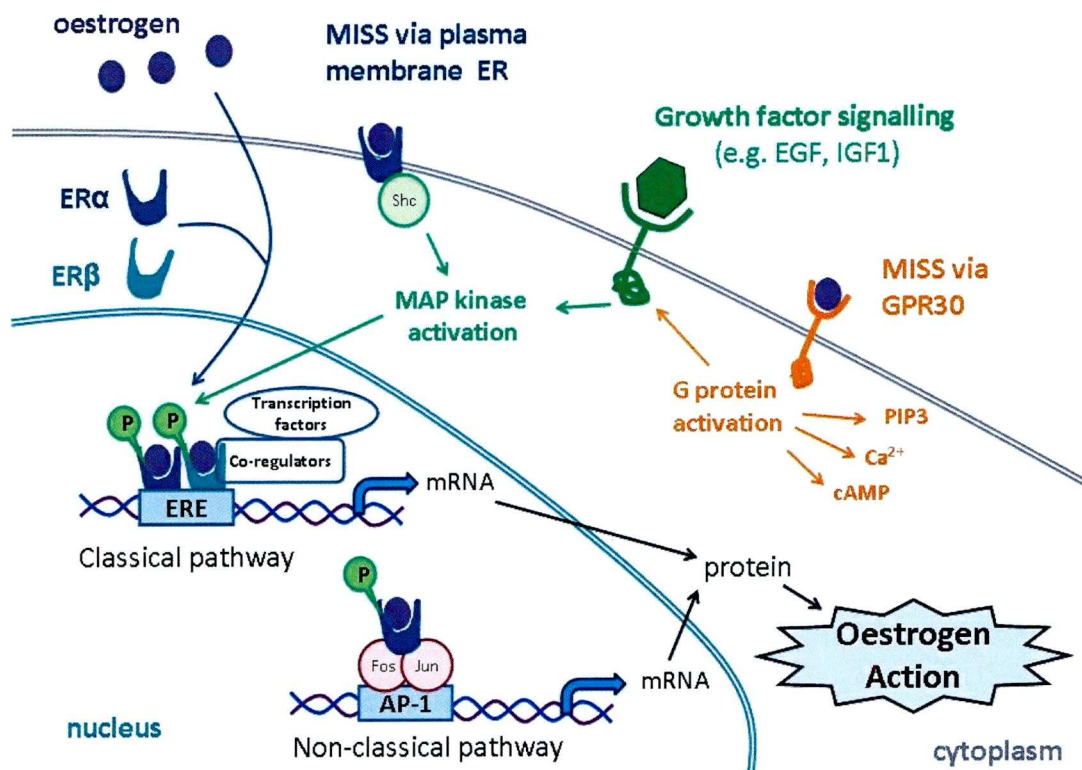 oestrogen
MISS via plasma
membrane ER
Growth factor signalling
(e.g. EGF, IGF1)
ERα
Shc
ERβ
MISS via
GPR30
MAP kinase
activation
G protein
activation
PIP3
Ca²⁺
cAMP
P
P
Transcription
factors
Co-regulators
mRNA
ERE
Classical pathway
P
protein
Fos
Jun
Oestrogen
Action
mRNA
AP-1
nucleus
Non-classical pathway
cytoplasm